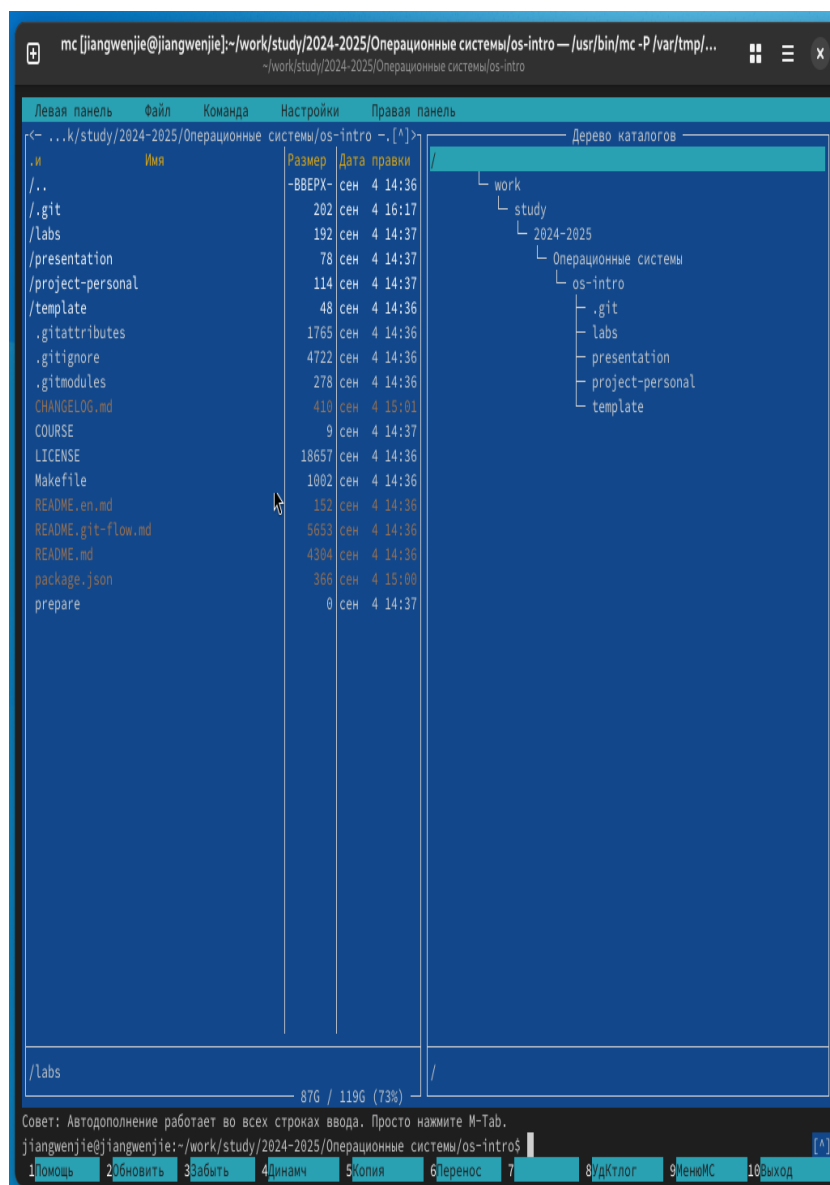 mc [jiangwenjie@jiangwenjie]:~/work/study/2024-2025/Операционные системы/os-intro — /usr/bin/mc -P /var/tmp/...
~/work/study/2024-2025/Операционные системы/os-intro
Левая панель Файл Команда Настройки Правая панель
<— ...k/study/2024-2025/Операционные системы/os-intro —.[^]>
.и Имя Размер Дата правки
/.. -ВВЕРХ- сен 4 14:36
/.git 202 сен 4 16:17
/labs 192 сен 4 14:37
/presentation 78 сен 4 14:37
/project-personal 114 сен 4 14:37
/template 48 сен 4 14:36
.gitattributes 1765 сен 4 14:36
.gitignore 4722 сен 4 14:36
.gitmodules 278 сен 4 14:36
CHANGELOG.md 410 сен 4 15:01
COURSE 9 сен 4 14:37
LICENSE 18657 сен 4 14:36
Makefile 1002 сен 4 14:36
README.en.md 152 сен 4 14:36
README.git-flow.md 5653 сен 4 14:36
README.md 4304 сен 4 14:36
package.json 366 сен 4 15:00
prepare 0 сен 4 14:37
/labs
87G / 119G (73%)
Дерево каталогов
/
work
study
2024-2025
Операционные системы
os-intro
.git
labs
presentation
project-personal
template
/
Совет: Автодополнение работает во всех строках ввода. Просто нажмите M-Tab.
jiangwenjie@jiangwenjie:~/work/study/2024-2025/Операционные системы/os-intro$ [^]
1Помощь 2Обновить 3Забыть 4Динамч 5Копия 6Перенос 7 8УдКтлог 9МенюMC 10Выход